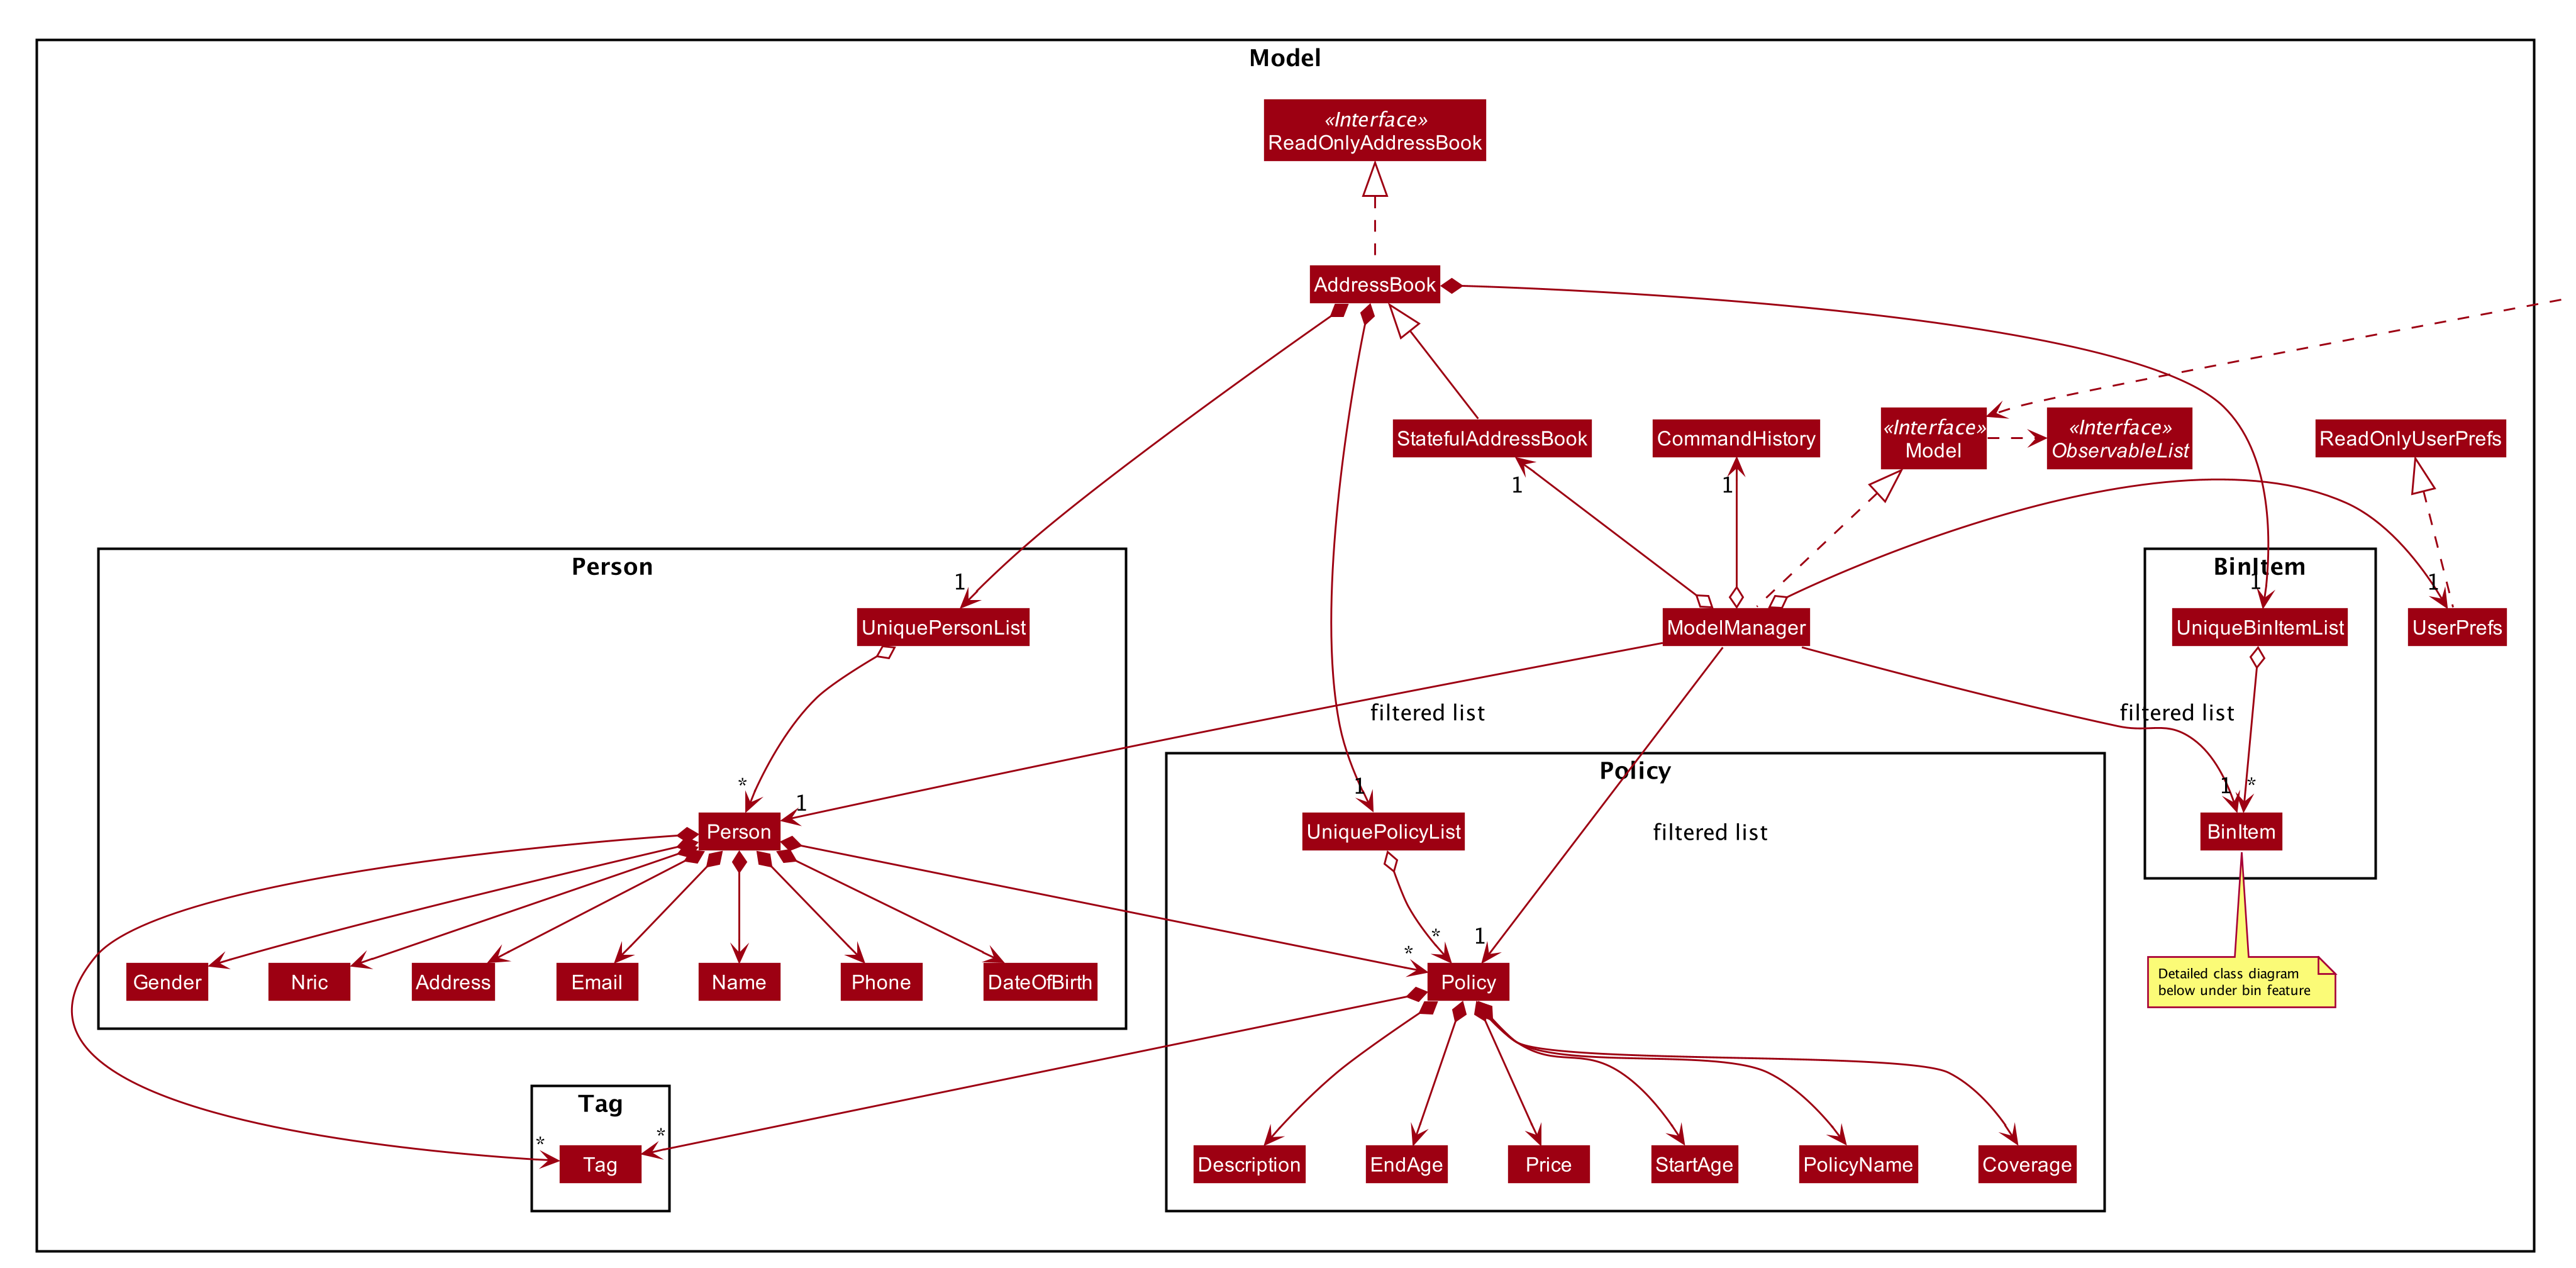 Model
«Interface»
ReadOnlyAddressBook
AddressBook
StatefulAddressBook
CommandHistory
«Interface»
Model
«Interface»
ObservableList
ReadOnlyUserPrefs
1
1
Person
BinItem
1
1
1
UniquePersonList
ModelManager
UniqueBinItemList
UserPrefs
filtered list
filtered list
Policy
*
1
1
1
*
Person
UniquePolicyList
filtered list
BinItem
*
*
1
Gender
Nric
Address
Email
Name
Phone
DateOfBirth
Policy
Detailed class diagram
below under bin feature
Tag
*
*
Tag
Description
EndAge
Price
StartAge
PolicyName
Coverage